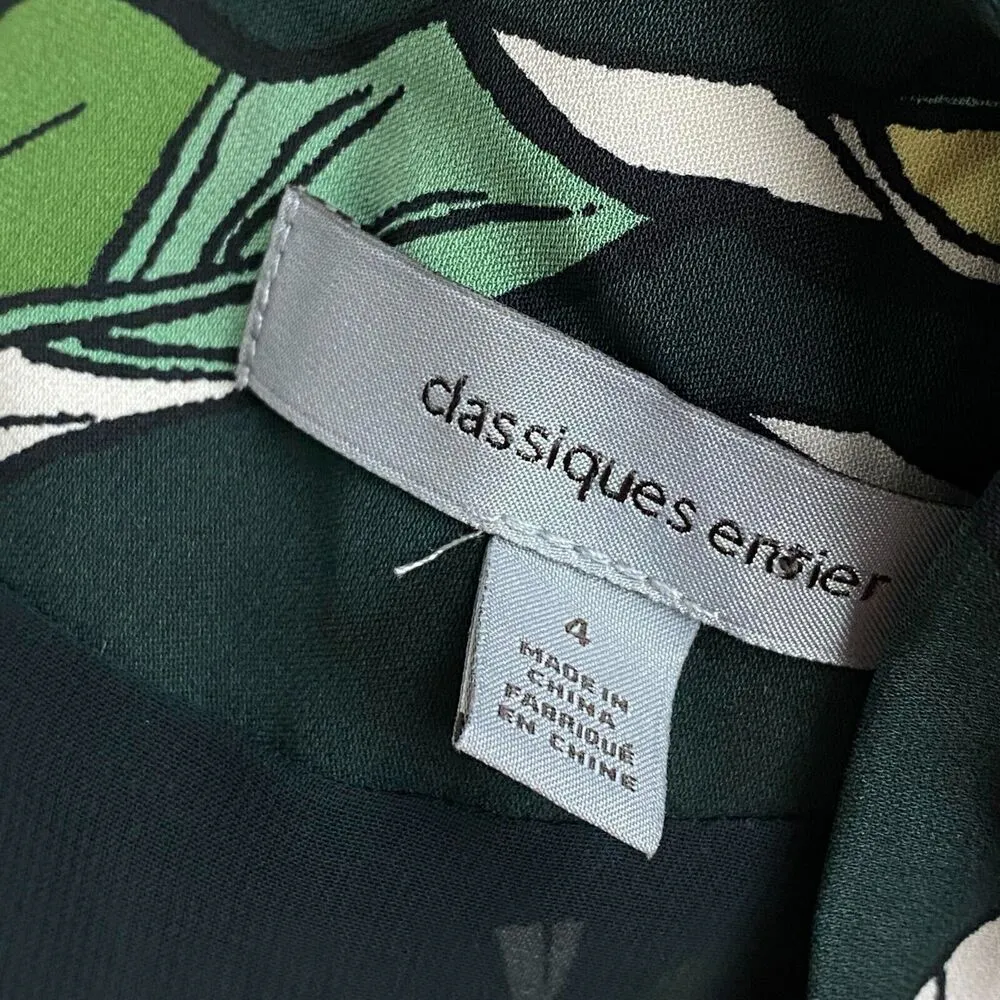 classiques entier
4
MADE IN
CHINA
FABRIQUÉ
EN CHINE